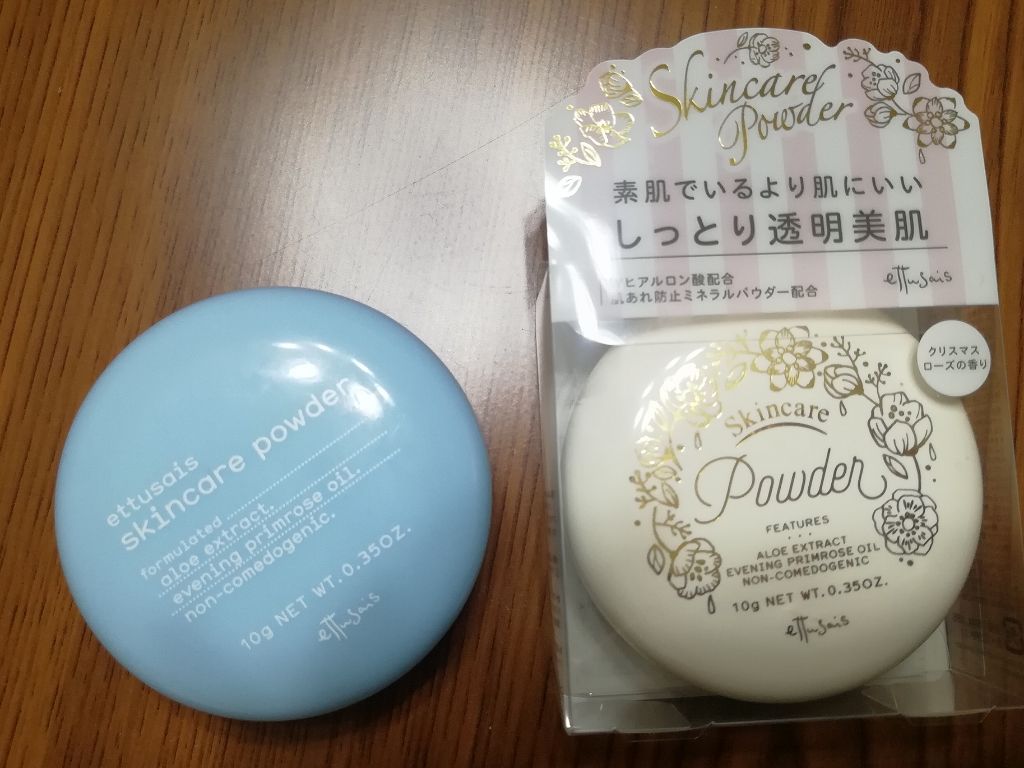 ettusais
skincare powder
formulated
aloe extract.
evening primrose oil.
non-comedogenic.
10g NET WT.0.35OZ.
ettusais
Skincare
Powder
素肌でいるより肌にいい
しっとり透明美肌
ヒアルロン酸配合
肌あれ防止ミネラルパウダー配合
ettusais
クリスマス
ローズの香り
Skincare
Powder
FEATURES
ALOE EXTRACT
EVENING PRIMROSE OIL
NON-COMEDOGENIC
10g NET WT.0.35OZ.
ettusais